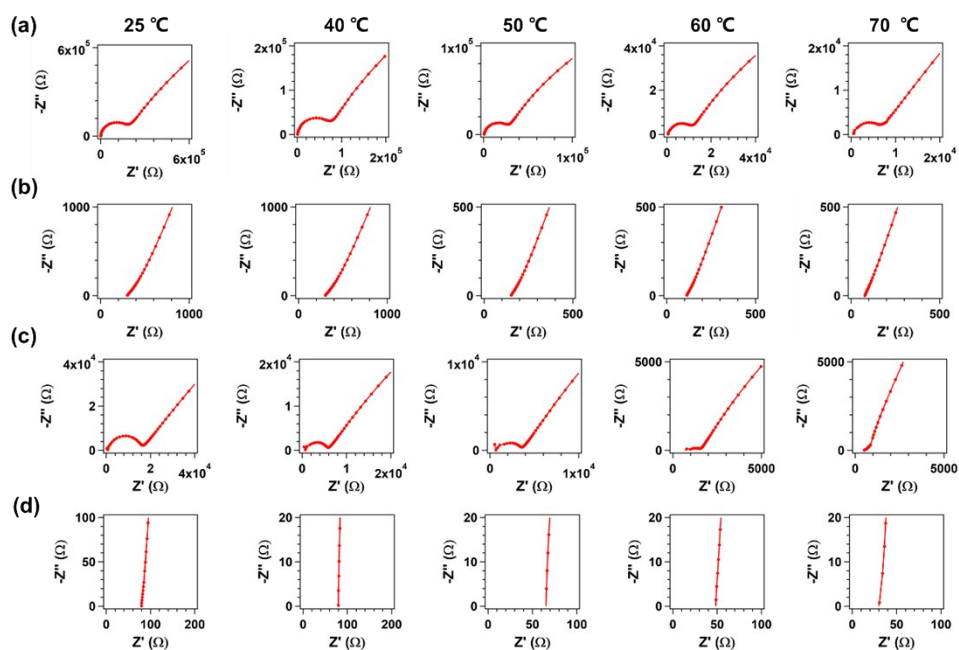 (a) 25 ℃ 40 ℃ 50 ℃ 60 ℃ 70 ℃
6x10⁵ 2x10⁵ 1x10⁵ 4x10⁴ 2x10⁴
-Z'' (Ω) -Z'' (Ω) -Z'' (Ω) -Z'' (Ω) -Z'' (Ω)
1 2 1
0 0 0 0 0
0 6x10⁵ 0 1 2x10⁵ 0 1x10⁵ 0 2 4x10⁴ 0 1 2x10⁴
Z' (Ω) Z' (Ω) Z' (Ω) Z' (Ω) Z' (Ω)
(b)
1000 1000 500 500 500
-Z'' (Ω) -Z'' (Ω) -Z'' (Ω) -Z'' (Ω) -Z'' (Ω)
0 0 0 0 0
0 1000 0 1000 0 500 0 500 0 500
Z' (Ω) Z' (Ω) Z' (Ω) Z' (Ω) Z' (Ω)
(c)
4x10⁴ 2x10⁴ 1x10⁴ 5000 5000
-Z'' (Ω) -Z'' (Ω) -Z'' (Ω) -Z'' (Ω) -Z'' (Ω)
2 1
0 0 0 0 0
0 2 4x10⁴ 0 1 2x10⁴ 0 1x10⁴ 0 5000 0 5000
Z' (Ω) Z' (Ω) Z' (Ω) Z' (Ω) Z' (Ω)
(d)
100 20 20 20 20
-Z'' (Ω) -Z'' (Ω) -Z'' (Ω) -Z'' (Ω) -Z'' (Ω)
50 10 10 10 10
0 0 0 0 0
0 100 200 0 100 200 0 50 100 0 50 100 0 50 100
Z' (Ω) Z' (Ω) Z' (Ω) Z' (Ω) Z' (Ω)